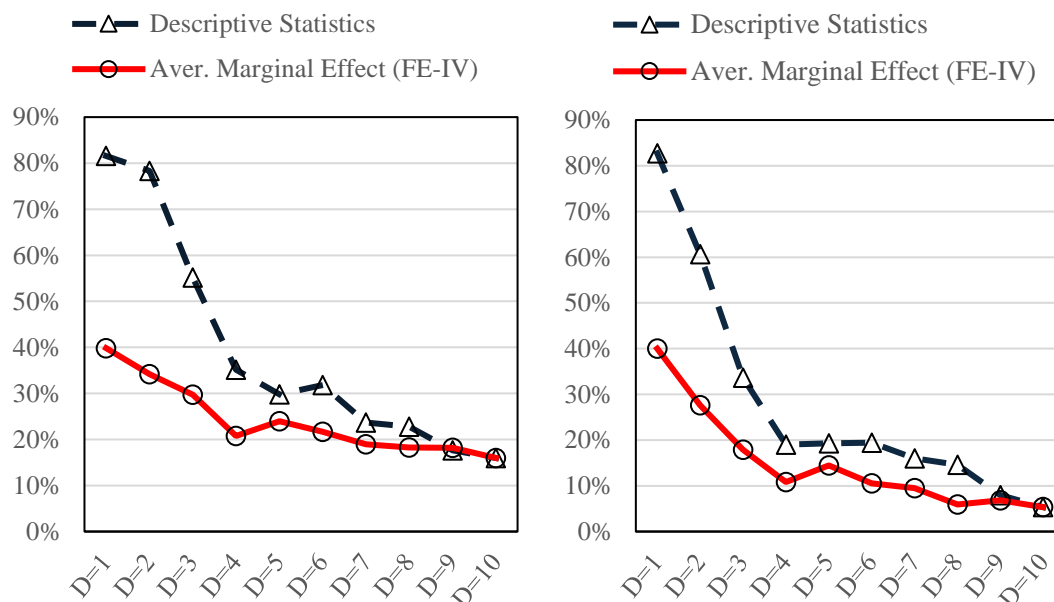 Descriptive Statistics
Aver. Marginal Effect (FE-IV)
90%
80%
70%
60%
50%
40%
30%
20%
10%
0%
D=1
D=2
D=3
D=4
D=5
D=6
D=7
D=8
D=9
D=10
Descriptive Statistics
Aver. Marginal Effect (FE-IV)
90%
80%
70%
60%
50%
40%
30%
20%
10%
0%
D=1
D=2
D=3
D=4
D=5
D=6
D=7
D=8
D=9
D=10